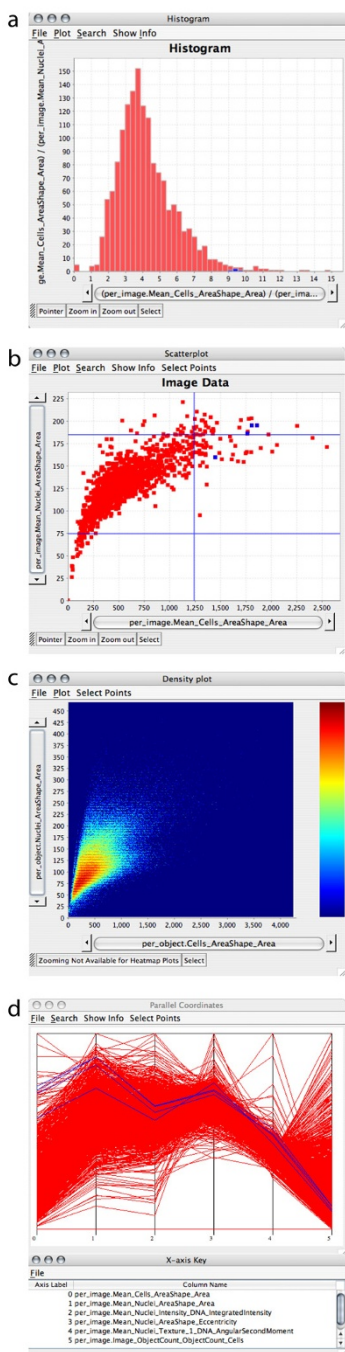 a
Histogram
File Plot Search Show Info
Histogram
ge.Mean_Cells_AreaShape_Area) / (per_image.Mean_Nuclei_A
150
140
130
120
110
100
90
80
70
60
50
40
30
20
10
0
0 1 2 3 4 5 6 7 8 9 10 11 12 13 14 15
(per_image.Mean_Cells_AreaShape_Area) / (per_ima...
Pointer Zoom in Zoom out Select
b
Scatterplot
File Plot Search Show Info Select Points
Image Data
per_image.Mean_Nuclei_AreaShape_Area
225
200
175
150
125
100
75
50
25
0
0 250 500 750 1,000 1,250 1,500 1,750 2,000 2,250 2,500
per_image.Mean_Cells_AreaShape_Area
Pointer Zoom in Zoom out Select
c
Density plot
File Plot Select Points
per_object.Nuclei_AreaShape_Area
450
425
400
375
350
325
300
275
250
225
200
175
150
125
100
75
50
25
0
0 500 1,000 1,500 2,000 2,500 3,000 3,500 4,000
per_object.Cells_AreaShape_Area
Zooming Not Available for Heatmap Plots Select
d
Parallel Coordinates
File Search Show Info Select Points
0 1 2 3 4 5
X-axis Key
File
Axis Label Column Name
0 per_image.Mean_Cells_AreaShape_Area
1 per_image.Mean_Nuclei_AreaShape_Area
2 per_image.Mean_Nuclei_Intensity_DNA_IntegratedIntensity
3 per_image.Mean_Nuclei_AreaShape_Eccentricity
4 per_image.Mean_Nuclei_Texture_1_DNA_AngularSecondMoment
5 per_image.Image_ObjectCount_ObjectCount_Cells